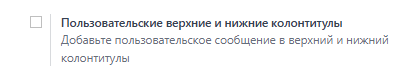 Пользовательские верхние и нижние колонтитулы
Добавьте пользовательское сообщение в верхний и нижний
колонтитулы